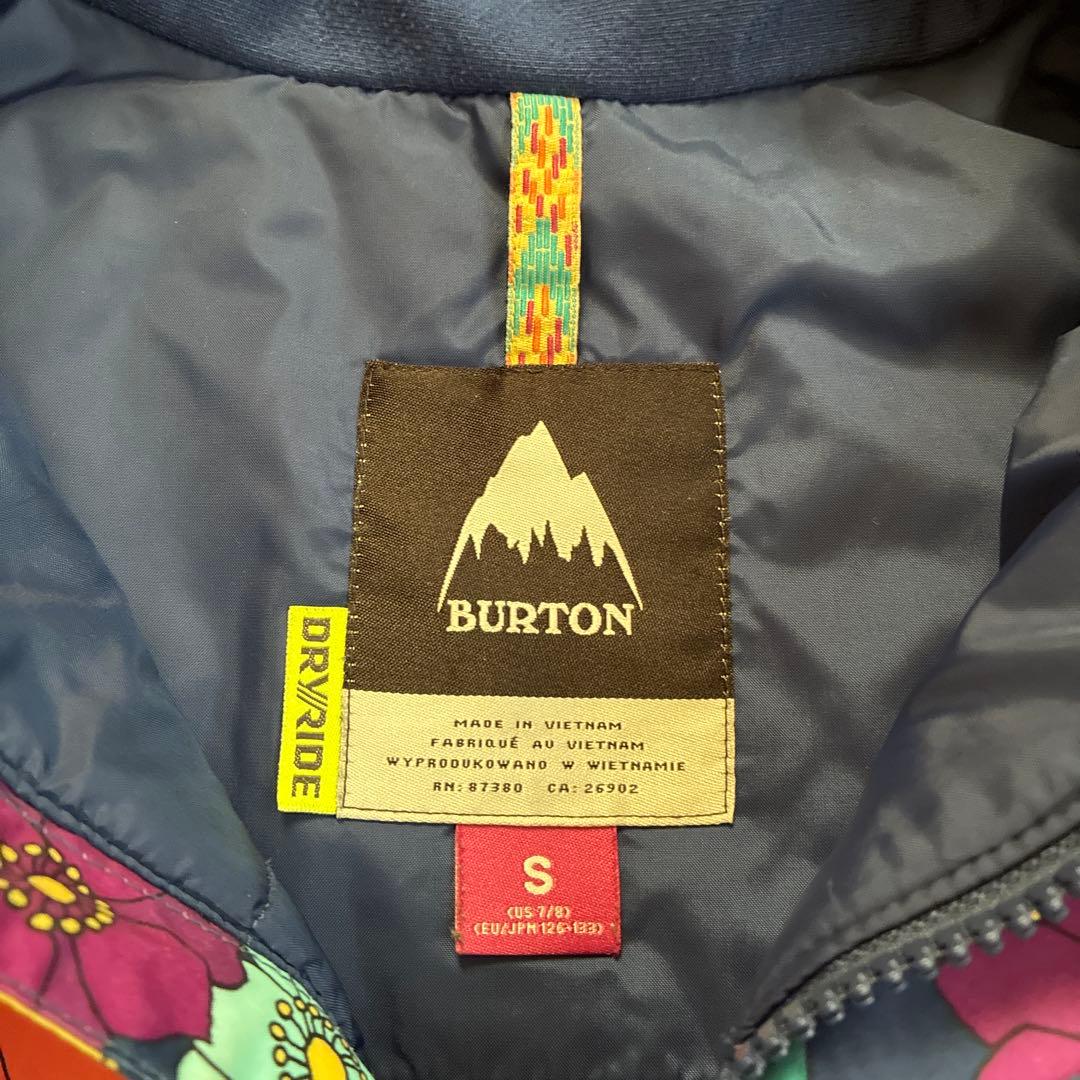 BURTON
DRY//RIDE
MADE IN VIETNAM
FABRIQUÉ AU VIETNAM
WYPRODUKOWANO W WIETNAMIE
RN: 87380 CA: 26902
S
(US 7/8)
(EU/JPN 126-133)